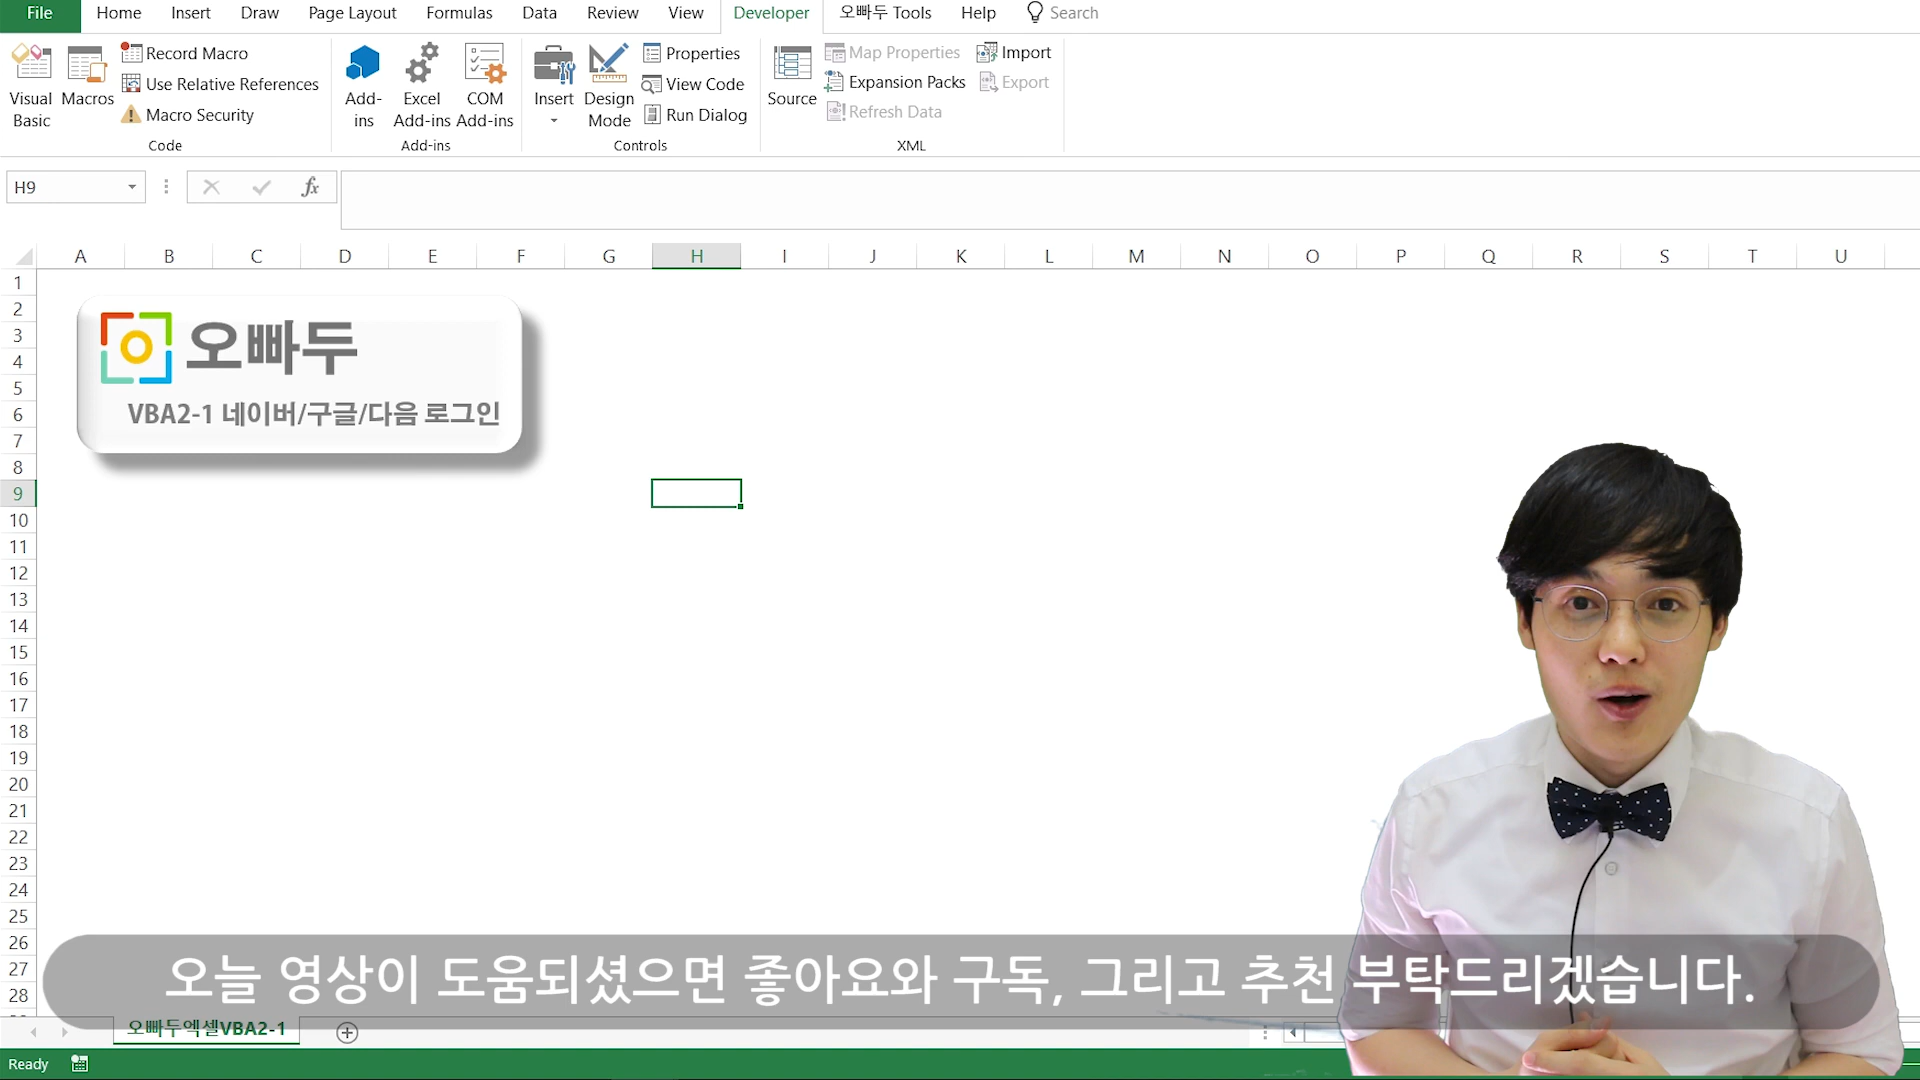 File Home Insert Draw Page Layout Formulas Data Review View Developer 오빠두 Tools Help Search
Visual Basic
Macros
Record Macro
Use Relative References
Macro Security
Code
Add-ins
Excel Add-ins
COM Add-ins
Add-ins
Insert
Design Mode
Properties
View Code
Run Dialog
Controls
Source
Map Properties
Expansion Packs
Refresh Data
Import
Export
XML
H9
fx
A B C D E F G H I J K L M N O P Q R S T U
1
2
3
4
5
6
7
8
9
10
11
12
13
14
15
16
17
18
19
20
21
22
23
24
25
26
27
28
오빠두
VBA2-1 네이버/구글/다음 로그인
오늘 영상이 도움되셨으면 좋아요와 구독, 그리고 추천 부탁드리겠습니다.
오빠두엑셀VBA2-1
Ready